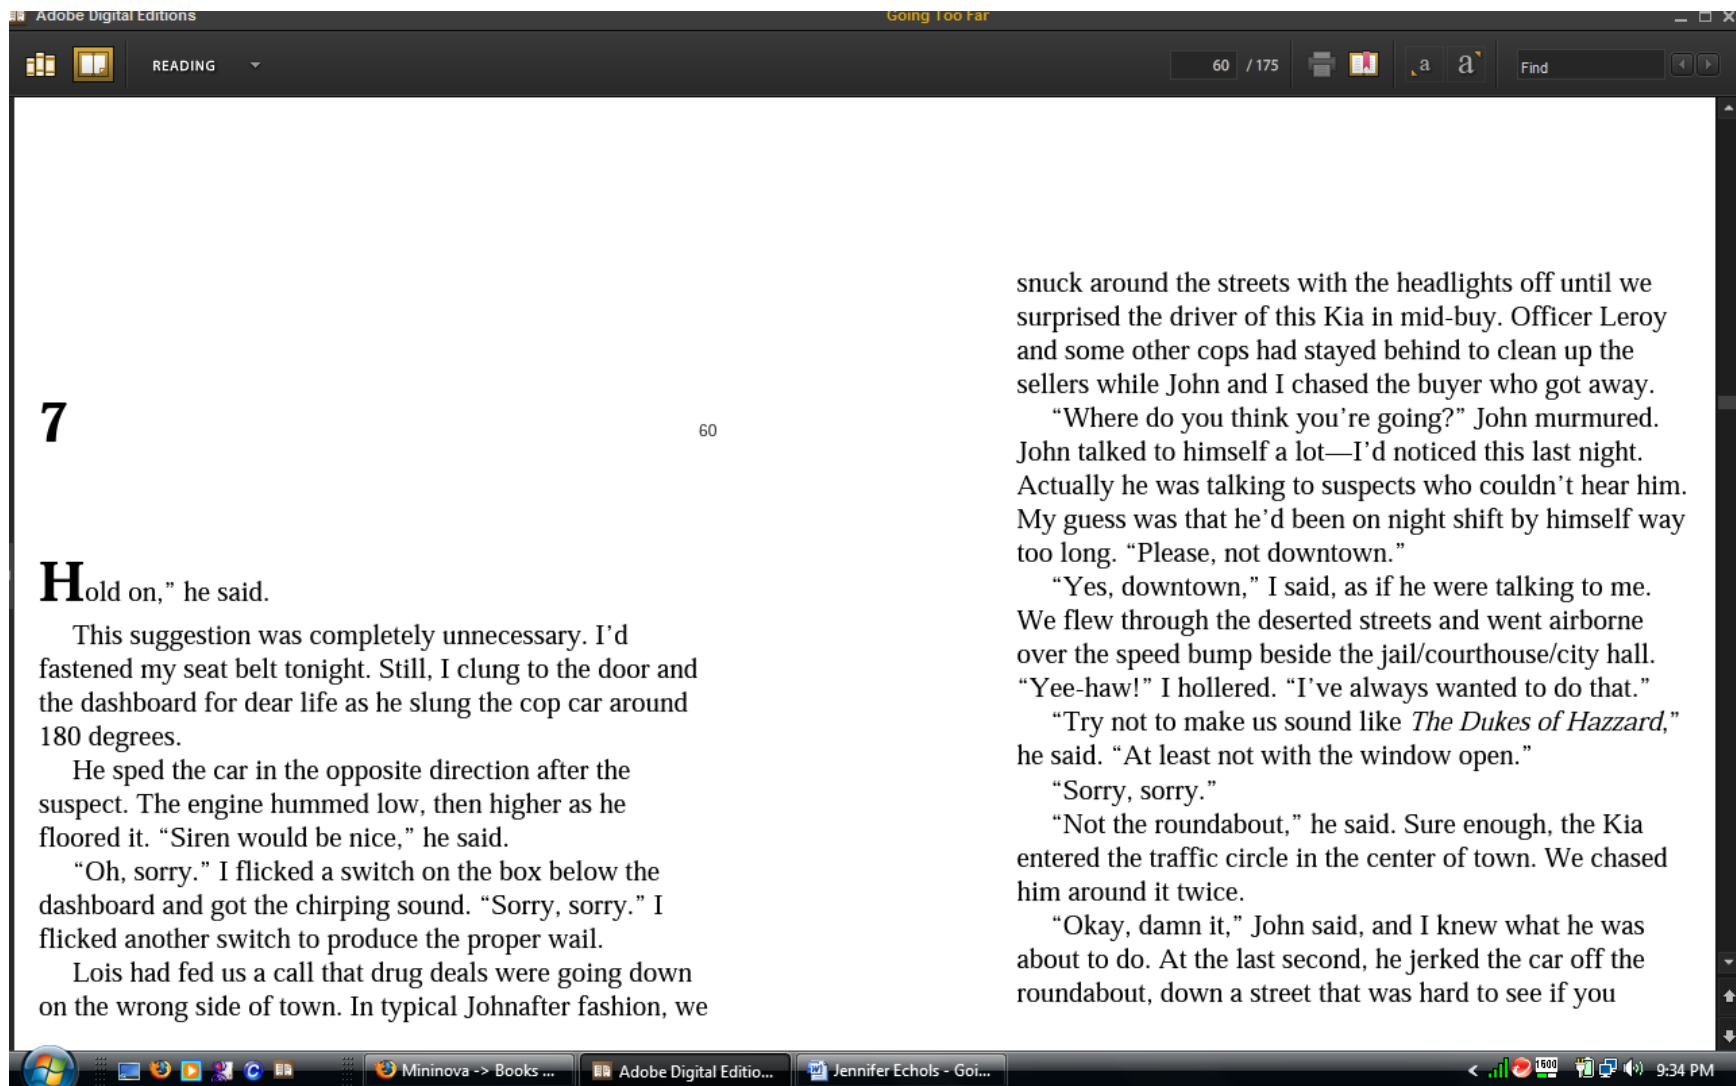 Adobe Digital Editions
Going Too Far
READING
60 / 175
a
a
Find
7
60
Hold on,” he said.
This suggestion was completely unnecessary. I’d
fastened my seat belt tonight. Still, I clung to the door and
the dashboard for dear life as he slung the cop car around
180 degrees.
He sped the car in the opposite direction after the
suspect. The engine hummed low, then higher as he
floored it. “Siren would be nice,” he said.
“Oh, sorry.” I flicked a switch on the box below the
dashboard and got the chirping sound. “Sorry, sorry.” I
flicked another switch to produce the proper wail.
Lois had fed us a call that drug deals were going down
on the wrong side of town. In typical Johnafter fashion, we
snuck around the streets with the headlights off until we
surprised the driver of this Kia in mid-buy. Officer Leroy
and some other cops had stayed behind to clean up the
sellers while John and I chased the buyer who got away.
“Where do you think you’re going?” John murmured.
John talked to himself a lot—I’d noticed this last night.
Actually he was talking to suspects who couldn’t hear him.
My guess was that he’d been on night shift by himself way
too long. “Please, not downtown.”
“Yes, downtown,” I said, as if he were talking to me.
We flew through the deserted streets and went airborne
over the speed bump beside the jail/courthouse/city hall.
“Yee-haw!” I hollered. “I’ve always wanted to do that.”
“Try not to make us sound like The Dukes of Hazzard,”
he said. “At least not with the window open.”
“Sorry, sorry.”
“Not the roundabout,” he said. Sure enough, the Kia
entered the traffic circle in the center of town. We chased
him around it twice.
“Okay, damn it,” John said, and I knew what he was
about to do. At the last second, he jerked the car off the
roundabout, down a street that was hard to see if you
Mininova -> Books ...
Adobe Digital Editio...
Jennifer Echols - Goi...
1600
9:34 PM